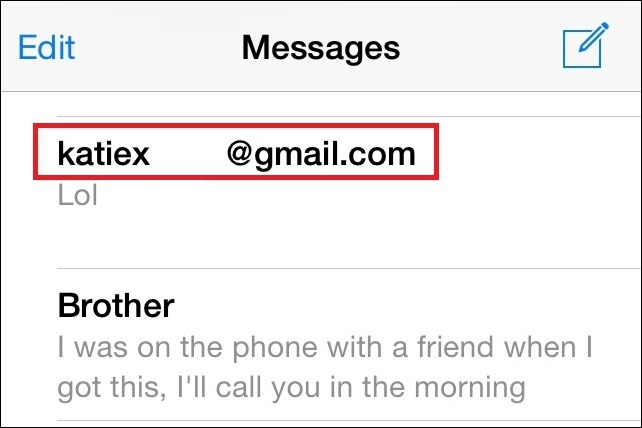 Edit Messages
katiex @gmail.com
Lol
Brother
I was on the phone with a friend when I
got this, I'll call you in the morning